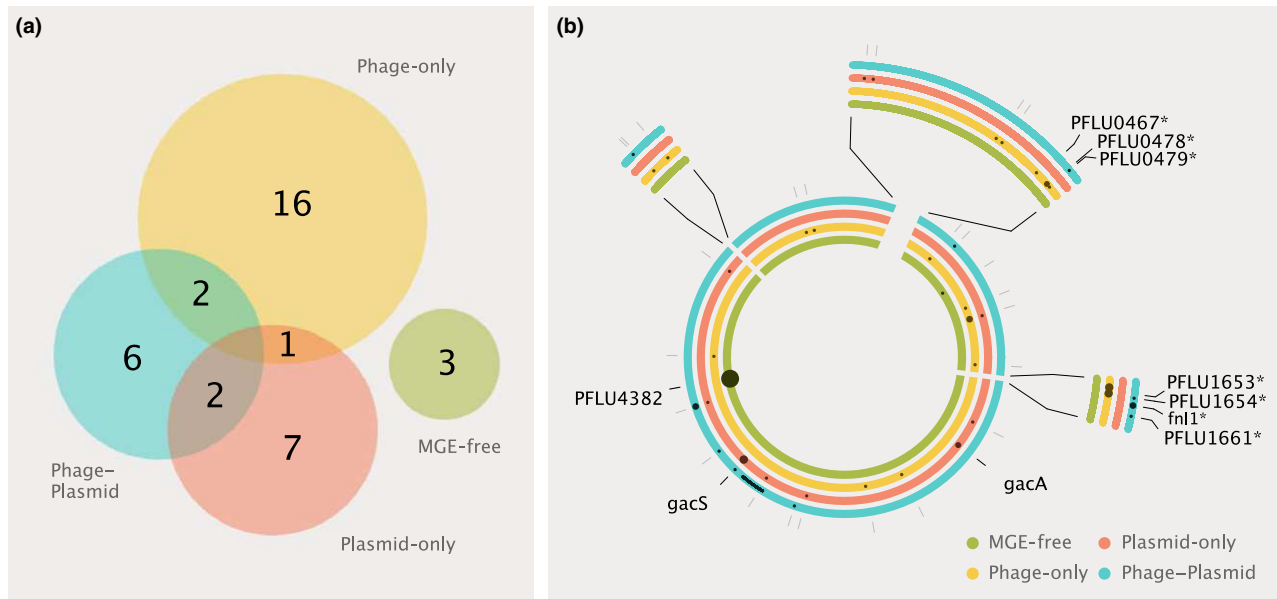 (a)
Phage-only
16
2
1
6
3
2
7
MGE-free
Phage–
Plasmid
Plasmid-only
(b)
PFLU0467*
PFLU0478*
PFLU0479*
PFLU1653*
PFLU1654*
fnl1*
PFLU1661*
PFLU4382
gacA
gacS
MGE-free
Plasmid-only
Phage-only
Phage–Plasmid